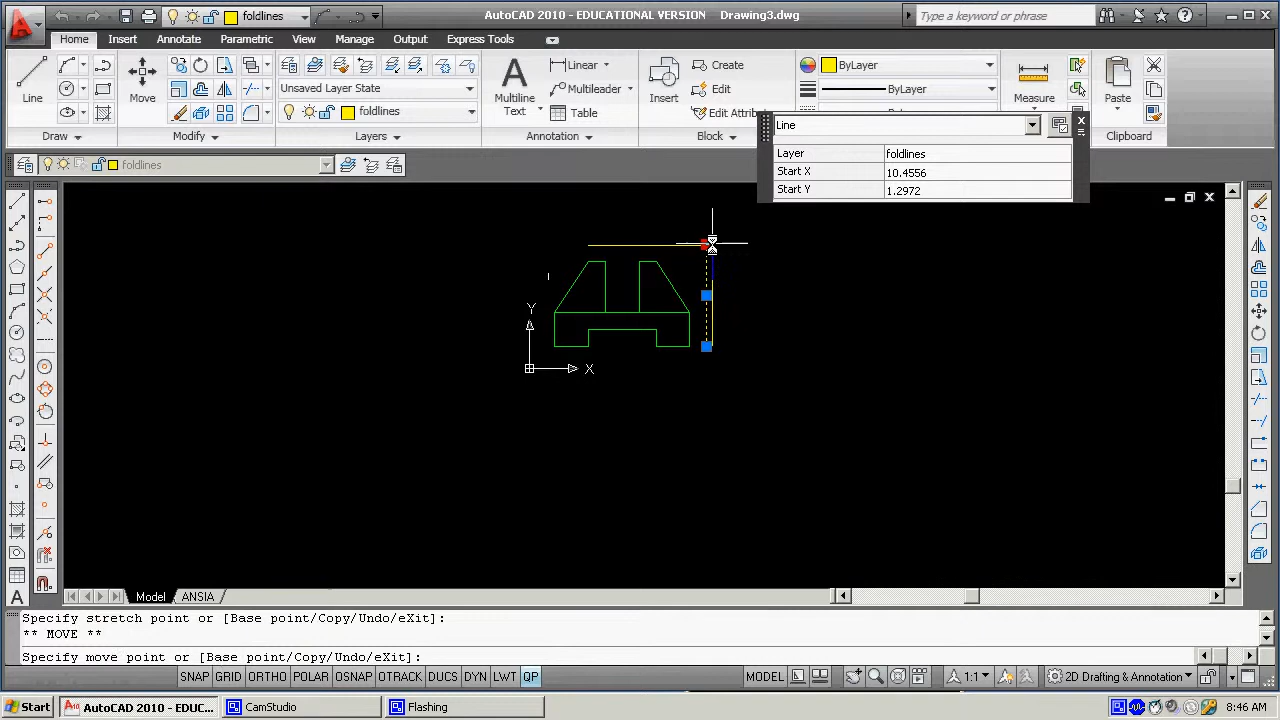 foldlines
AutoCAD 2010 - EDUCATIONAL VERSION Drawing3.dwg
Type a keyword or phrase
Home Insert Annotate Parametric View Manage Output Express Tools
Line
Move
Unsaved Layer State
foldlines
Multiline Text
Linear
Multileader
Table
Insert
Create
Edit
Edit Attribu
ByLayer
ByLayer
Measure
Paste
Draw Modify Layers Annotation Block Clipboard
foldlines
Line
Layer foldlines
Start X 10.4556
Start Y 1.2972
Y
X
Model ANSIA
Specify stretch point or [Base point/Copy/Undo/eXit]:
** MOVE **
Specify move point or [Base point/Copy/Undo/eXit]:
SNAP GRID ORTHO POLAR OSNAP OTRACK DUCS DYN LWT QP MODEL 1:1 2D Drafting & Annotation
Start AutoCAD 2010 - EDUC... CamStudio Flashing 8:46 AM